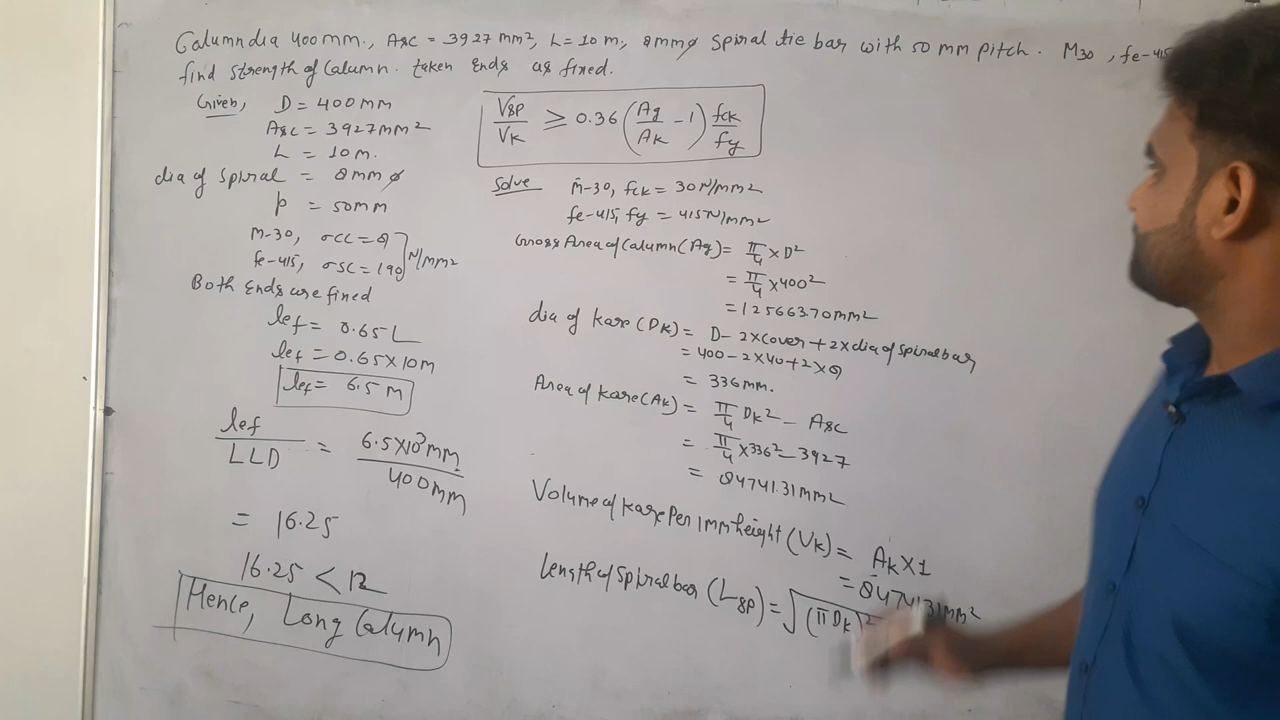 Calumn dia 400mm., Asc = 3927 mm², L = 10 m, 8mmφ Spiral tie bar with 50 mm pitch. M30, fe-415
find strength of Calumn. taken Ends as fixed.
Given, D = 400mm
Asc = 3927mm²
L = 10m.
dia of Spiral = 8mmφ
p = 50mm
M-30, σcc = 8
fe-415, σsc = 190 N/mm²
Both Ends are fixed
lef = 0.65 L
lef = 0.65 × 10m
lef = 6.5 m
lef/LLD = 6.5×10³mm/400mm
= 16.25
16.25 < 12
Hence, Long Calumn
Vsp/Vk ≥ 0.36 (Ag/Ak - 1) fck/fy
Solve M-30, fck = 30N/mm²
fe-415, fy = 415N/mm²
Gross Area of Calumn (Ag) = π/4 × D²
= π/4 × 400²
= 125663.70mm²
dia of kore (Dk) = D - 2×cover + 2×dia of spiral bar
= 400 - 2×40 + 2×8
= 336mm.
Area of kore (Ak) = π/4 Dk² - Asc
= π/4 × 336² - 3927
= 84741.31mm²
Volume of kore Per 1mm height (Vk) = Ak×1
= 84741.31mm²
Length of spiral bar (Lsp) = √(πDk)²